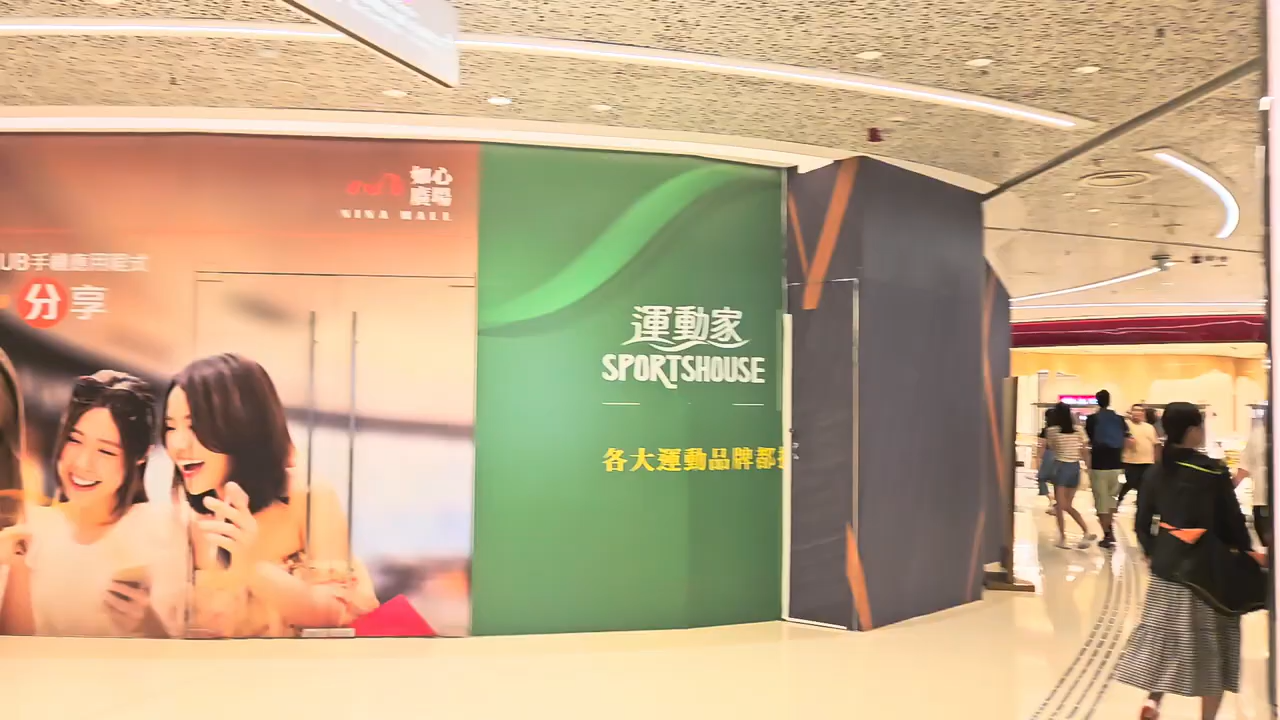 如心
廣場
NINA MALL
UB手機應用程式
分享
運動家
SPORTSHOUSE
各大運動品牌都